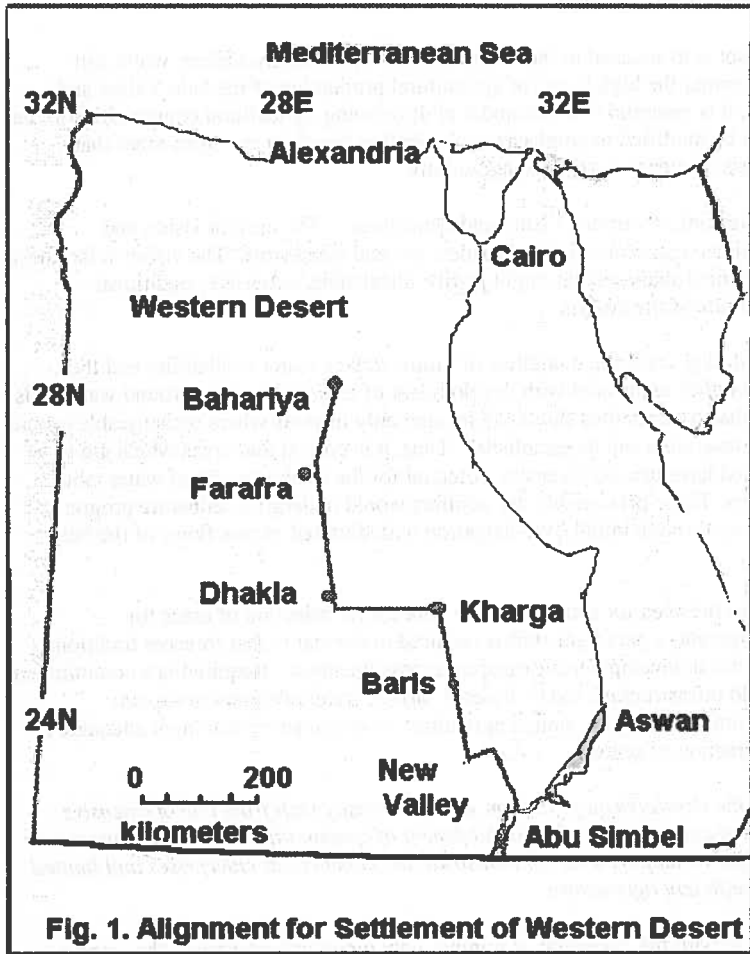 Mediterranean Sea
32N 28E 32E
Alexandria
Cairo
Western Desert
28N
Bahariya
Farafra
Dhakla
Kharga
Baris
24N
Aswan
0 200
New
Valley
kilometers
Abu Simbel
Fig. 1. Alignment for Settlement of Western Desert